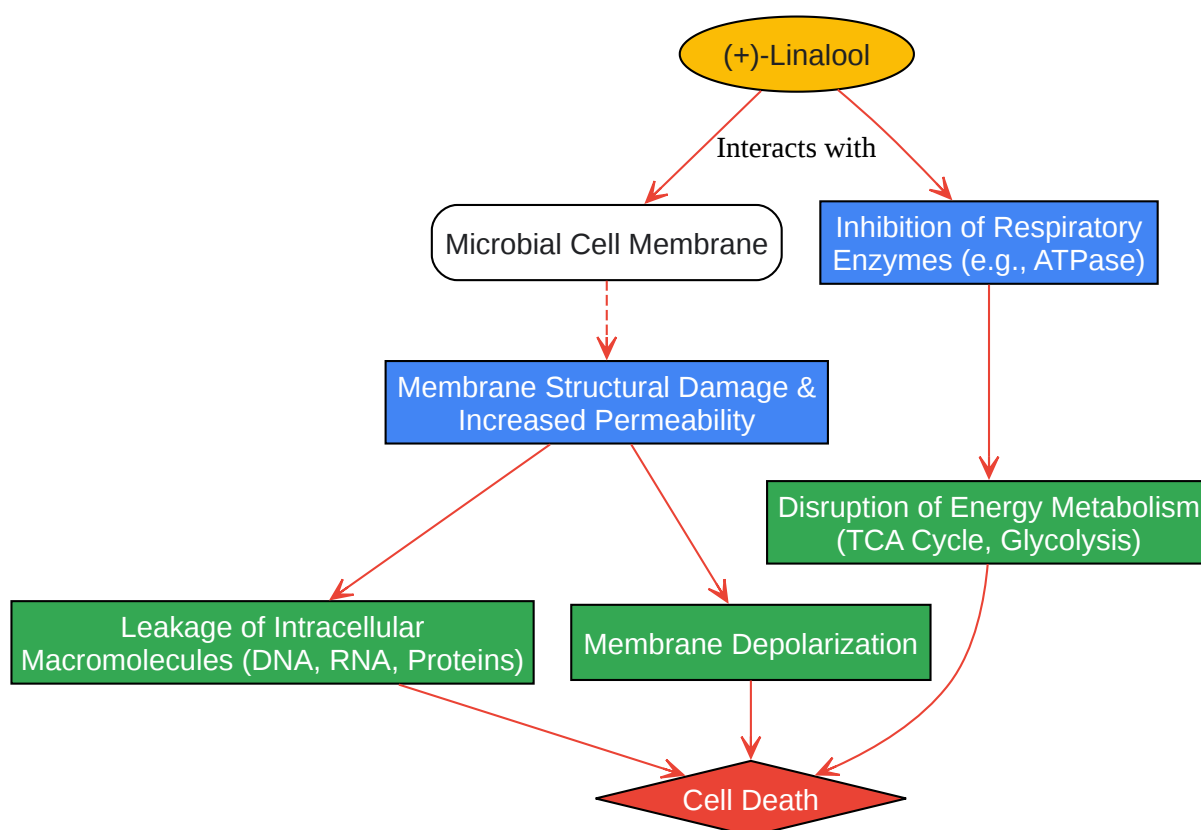 (+)-Linalool
Interacts with
Microbial Cell Membrane
Inhibition of Respiratory
Enzymes (e.g., ATPase)
Membrane Structural Damage &
Increased Permeability
Disruption of Energy Metabolism
(TCA Cycle, Glycolysis)
Leakage of Intracellular
Macromolecules (DNA, RNA, Proteins)
Membrane Depolarization
Cell Death